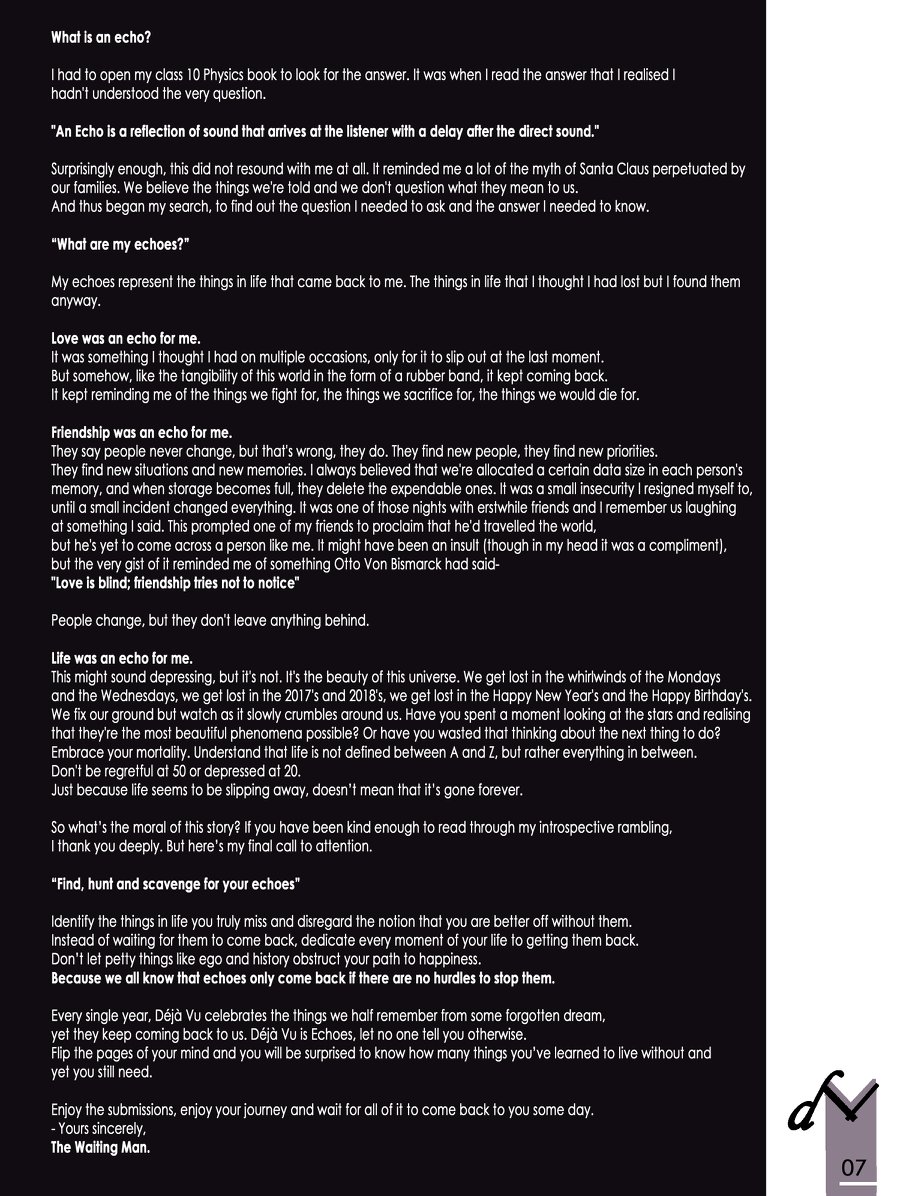 What is an echo?
I had to open my class 10 Physics book to look for the answer. It was when I read the answer that I realised I
hadn't understood the very question.
"An Echo is a reflection of sound that arrives at the listener with a delay after the direct sound."
Surprisingly enough, this did not resound with me at all. It reminded me a lot of the myth of Santa Claus perpetuated by
our families. We believe the things we're told and we don't question what they mean to us.
And thus began my search, to find out the question I needed to ask and the answer I needed to know.
“What are my echoes?”
My echoes represent the things in life that came back to me. The things in life that I thought I had lost but I found them
anyway.
Love was an echo for me.
It was something I thought I had on multiple occasions, only for it to slip out at the last moment.
But somehow, like the tangibility of this world in the form of a rubber band, it kept coming back.
It kept reminding me of the things we fight for, the things we sacrifice for, the things we would die for.
Friendship was an echo for me.
They say people never change, but that's wrong, they do. They find new people, they find new priorities.
They find new situations and new memories. I always believed that we're allocated a certain data size in each person's
memory, and when storage becomes full, they delete the expendable ones. It was a small insecurity I resigned myself to,
until a small incident changed everything. It was one of those nights with erstwhile friends and I remember us laughing
at something I said. This prompted one of my friends to proclaim that he'd travelled the world,
but he's yet to come across a person like me. It might have been an insult (though in my head it was a compliment),
but the very gist of it reminded me of something Otto Von Bismarck had said-
"Love is blind; friendship tries not to notice"
People change, but they don't leave anything behind.
Life was an echo for me.
This might sound depressing, but it's not. It's the beauty of this universe. We get lost in the whirlwinds of the Mondays
and the Wednesdays, we get lost in the 2017's and 2018's, we get lost in the Happy New Year's and the Happy Birthday's.
We fix our ground but watch as it slowly crumbles around us. Have you spent a moment looking at the stars and realising
that they're the most beautiful phenomena possible? Or have you wasted that thinking about the next thing to do?
Embrace your mortality. Understand that life is not defined between A and Z, but rather everything in between.
Don't be regretful at 50 or depressed at 20.
Just because life seems to be slipping away, doesn’t mean that it’s gone forever.
So what’s the moral of this story? If you have been kind enough to read through my introspective rambling,
I thank you deeply. But here’s my final call to attention.
“Find, hunt and scavenge for your echoes”
Identify the things in life you truly miss and disregard the notion that you are better off without them.
Instead of waiting for them to come back, dedicate every moment of your life to getting them back.
Don’t let petty things like ego and history obstruct your path to happiness.
Because we all know that echoes only come back if there are no hurdles to stop them.
Every single year, Déjà Vu celebrates the things we half remember from some forgotten dream,
yet they keep coming back to us. Déjà Vu is Echoes, let no one tell you otherwise.
Flip the pages of your mind and you will be surprised to know how many things you’ve learned to live without and
yet you still need.
Enjoy the submissions, enjoy your journey and wait for all of it to come back to you some day.
- Yours sincerely,
The Waiting Man.
dV
07